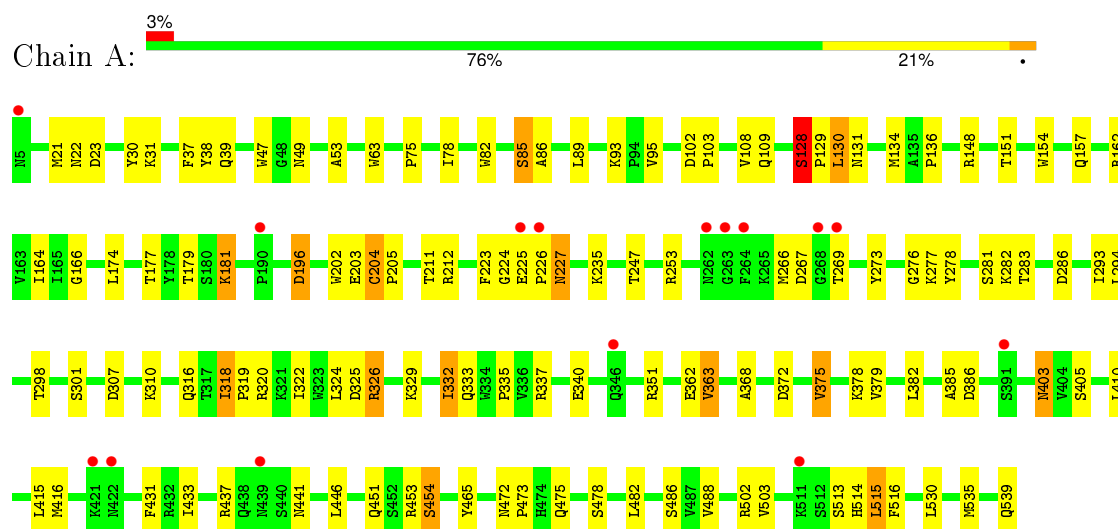 3%
Chain A:
76% 21% •
N5 M21 N22 D23 Y30 K31 F37 Y38 Q39 W47 G48 N49 A53 W63 P75 I78 W82 S85 A86 L89 K93 P94 V95 D102 P103 V108 Q109 S128 P129 L130 N131 M134 A135 P136 R148 T151 W154 Q157 R162
V163 I164 I165 G166 L174 T177 Y178 T179 S180 K181 P190 D196 W202 E203 C204 P205 T211 R212 F223 G224 E225 P226 N227 K235 T247 R253 N262 G263 F264 K265 M266 D267 G268 T269 Y273 G276 K277 Y278 S281 K282 T283 D286 I293 L294
T298 S301 D307 K310 Q316 T317 I318 P319 R320 K321 I322 W323 L324 D325 R326 K329 I332 Q333 W334 P335 V336 R337 E340 Q346 R351 E362 V363 A368 D372 V375 K378 V379 L382 A385 D386 S391 N403 V404 S405 L410
L415 M416 K421 N422 F431 R432 I433 R437 Q438 N439 S440 N441 L446 Q451 S452 R453 S454 Y465 N472 P473 H474 Q475 S478 L482 S486 V487 V488 R502 V503 K511 S512 S513 H514 L515 F516 L530 M535 Q539